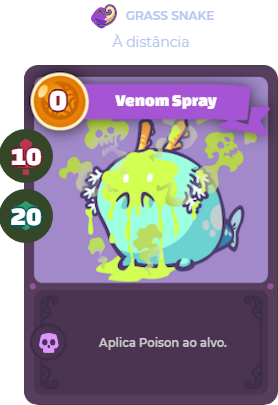 GRASS SNAKE
À distância
0
Venom Spray
10
20
Aplica Poison ao alvo.